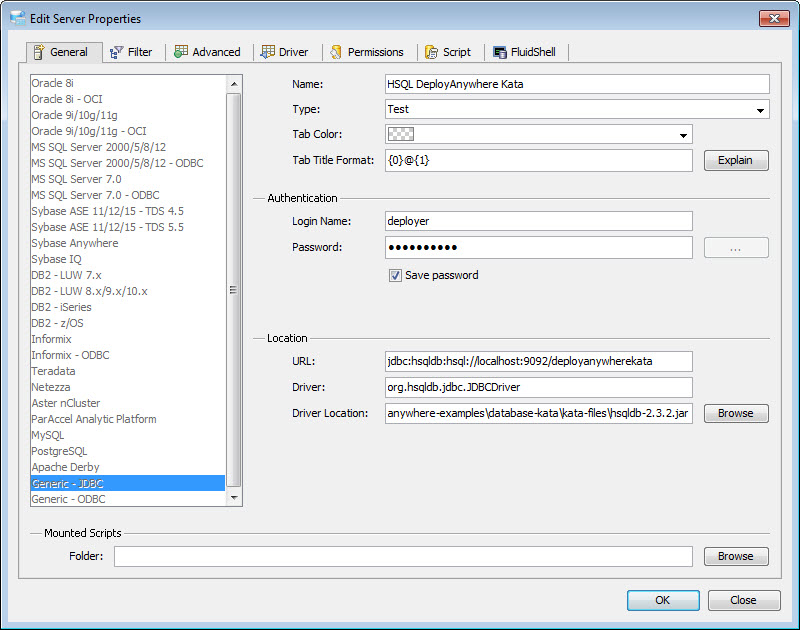 Edit Server Properties
General Filter Advanced Driver Permissions Script FluidShell
Oracle 8i
Oracle 8i - OCI
Oracle 9i/10g/11g
Oracle 9i/10g/11g - OCI
MS SQL Server 2000/5/8/12
MS SQL Server 2000/5/8/12 - ODBC
MS SQL Server 7.0
MS SQL Server 7.0 - ODBC
Sybase ASE 11/12/15 - TDS 4.5
Sybase ASE 11/12/15 - TDS 5.5
Sybase Anywhere
Sybase IQ
DB2 - LUW 7.x
DB2 - LUW 8.x/9.x/10.x
DB2 - iSeries
DB2 - z/OS
Informix
Informix - ODBC
Teradata
Netezza
Aster nCluster
ParAccel Analytic Platform
MySQL
PostgreSQL
Apache Derby
Generic - JDBC
Generic - ODBC
Name: HSQL DeployAnywhere Kata
Type: Test
Tab Color:
Tab Title Format: {0}@{1} Explain
Authentication
Login Name: deployer
Password: ●●●●●●●●●● ...
Save password
Location
URL: jdbc:hsqldb:hsql://localhost:9092/deployanywherekata
Driver: org.hsqldb.jdbc.JDBCDriver
Driver Location: anywhere-examples\database-kata\kata-files\hsqldb-2.3.2.jar Browse
Mounted Scripts
Folder: Browse
OK Close